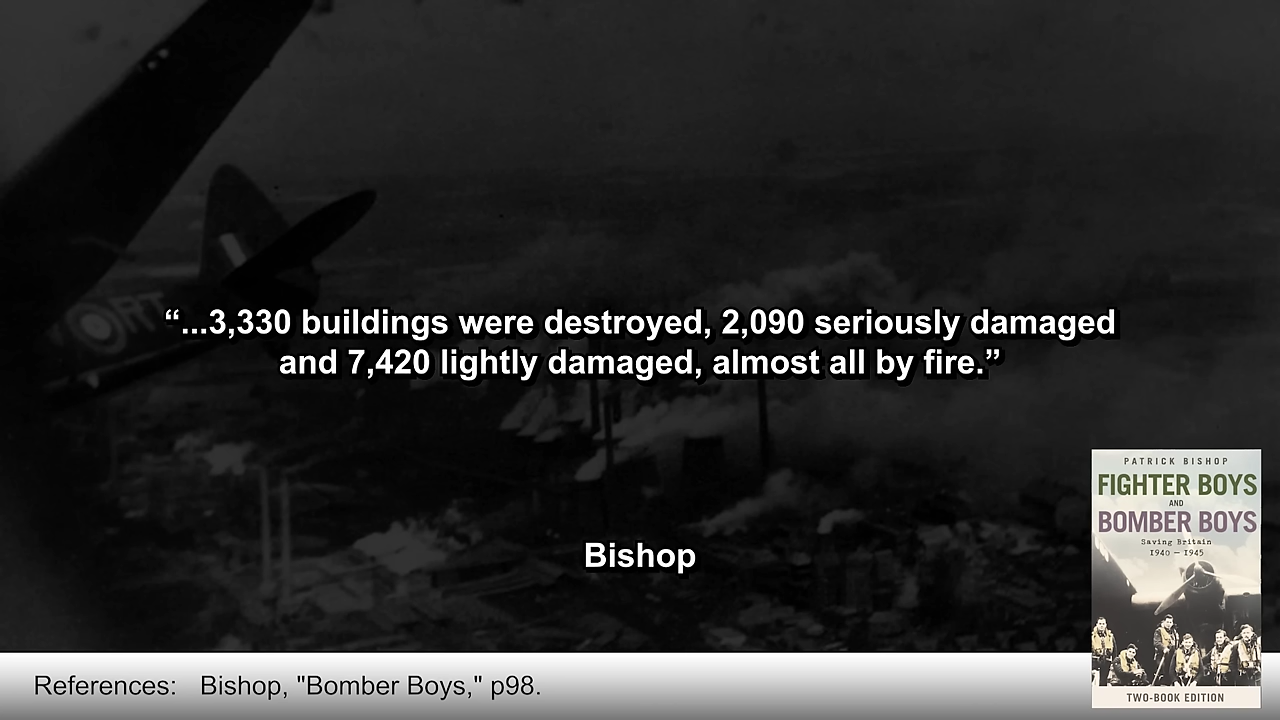 “...3,330 buildings were destroyed, 2,090 seriously damaged
and 7,420 lightly damaged, almost all by fire.”
Bishop
PATRICK BISHOP
FIGHTER BOYS
AND
BOMBER BOYS
Saving Britain
1940 – 1945
TWO-BOOK EDITION
References: Bishop, "Bomber Boys," p98.